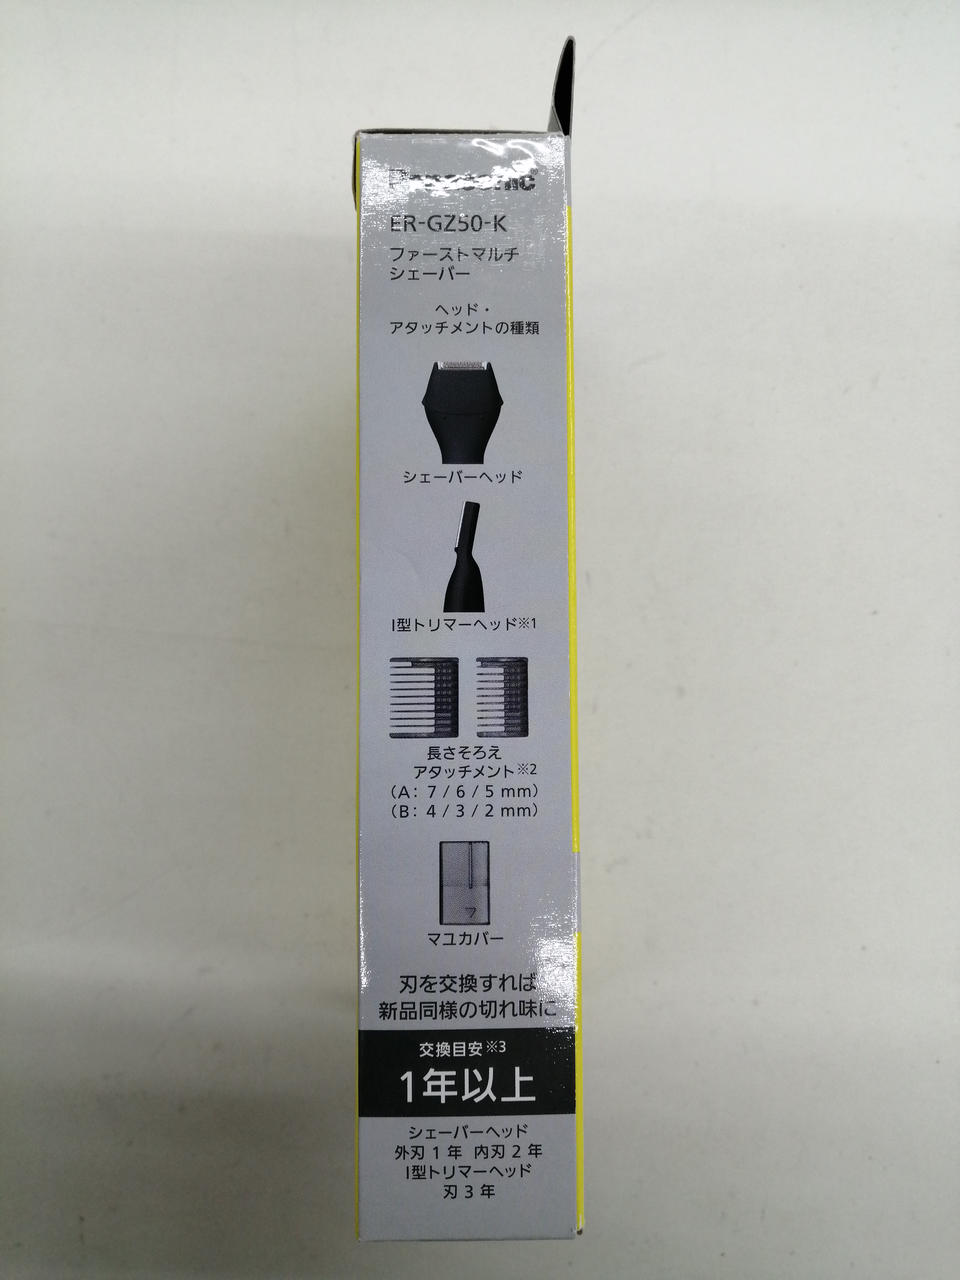 Panasonic
ER-GZ50-K
ファーストマルチ
シェーバー
ヘッド・
アタッチメントの種類
シェーバーヘッド
I型トリマーヘッド※1
長さそろえ
アタッチメント※2
(A: 7 / 6 / 5 mm)
(B: 4 / 3 / 2 mm)
マユカバー
刃を交換すれば
新品同様の切れ味に
交換目安※3
1年以上
シェーバーヘッド
外刃 1 年 内刃 2 年
I型トリマーヘッド
刃 3 年